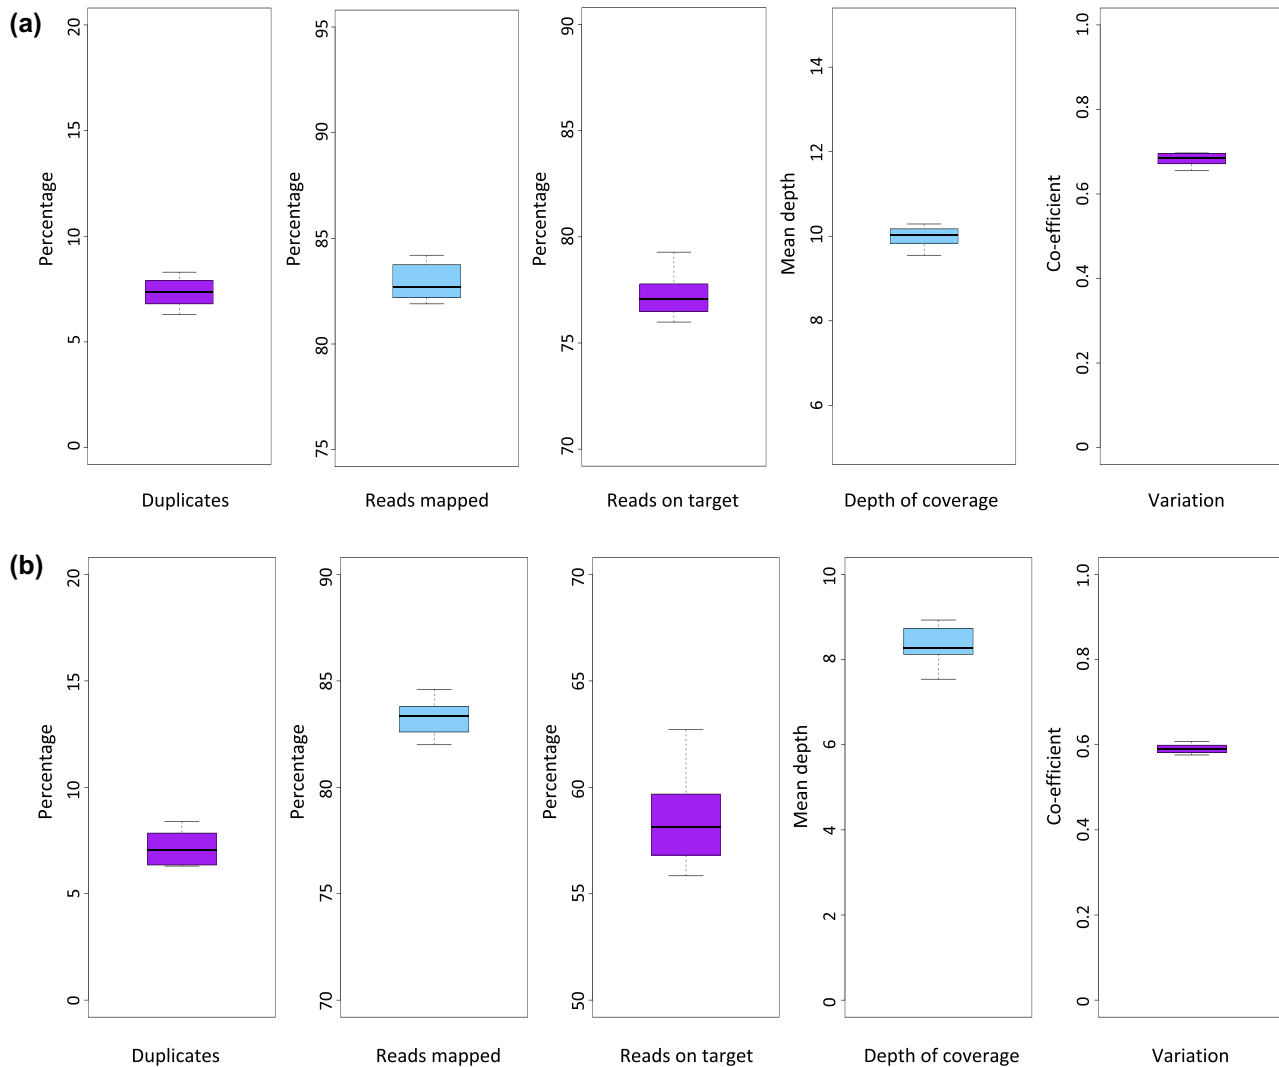 (a)
Percentage
0
5
10
15
20
Duplicates
Percentage
75
80
85
90
95
Reads mapped
Percentage
70
75
80
85
90
Reads on target
Mean depth
6
8
10
12
14
Depth of coverage
Co-efficient
0
0.2
0.4
0.6
0.8
1.0
Variation
(b)
Percentage
0
5
10
15
20
Duplicates
Percentage
70
75
80
85
90
Reads mapped
Percentage
50
55
60
65
70
Reads on target
Mean depth
0
2
4
6
8
10
Depth of coverage
Co-efficient
0
0.2
0.4
0.6
0.8
1.0
Variation